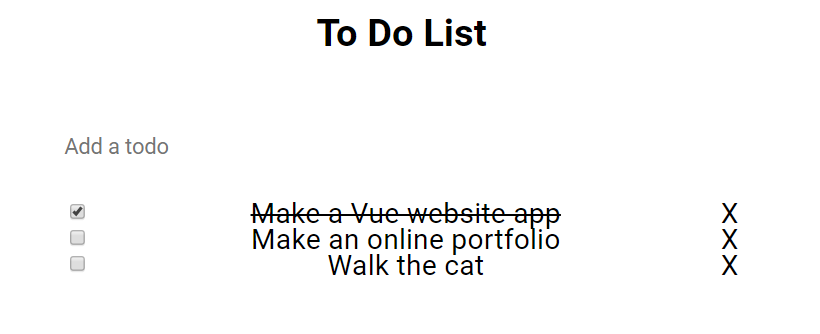 To Do List
Add a todo
Make a Vue website app X
Make an online portfolio X
Walk the cat X